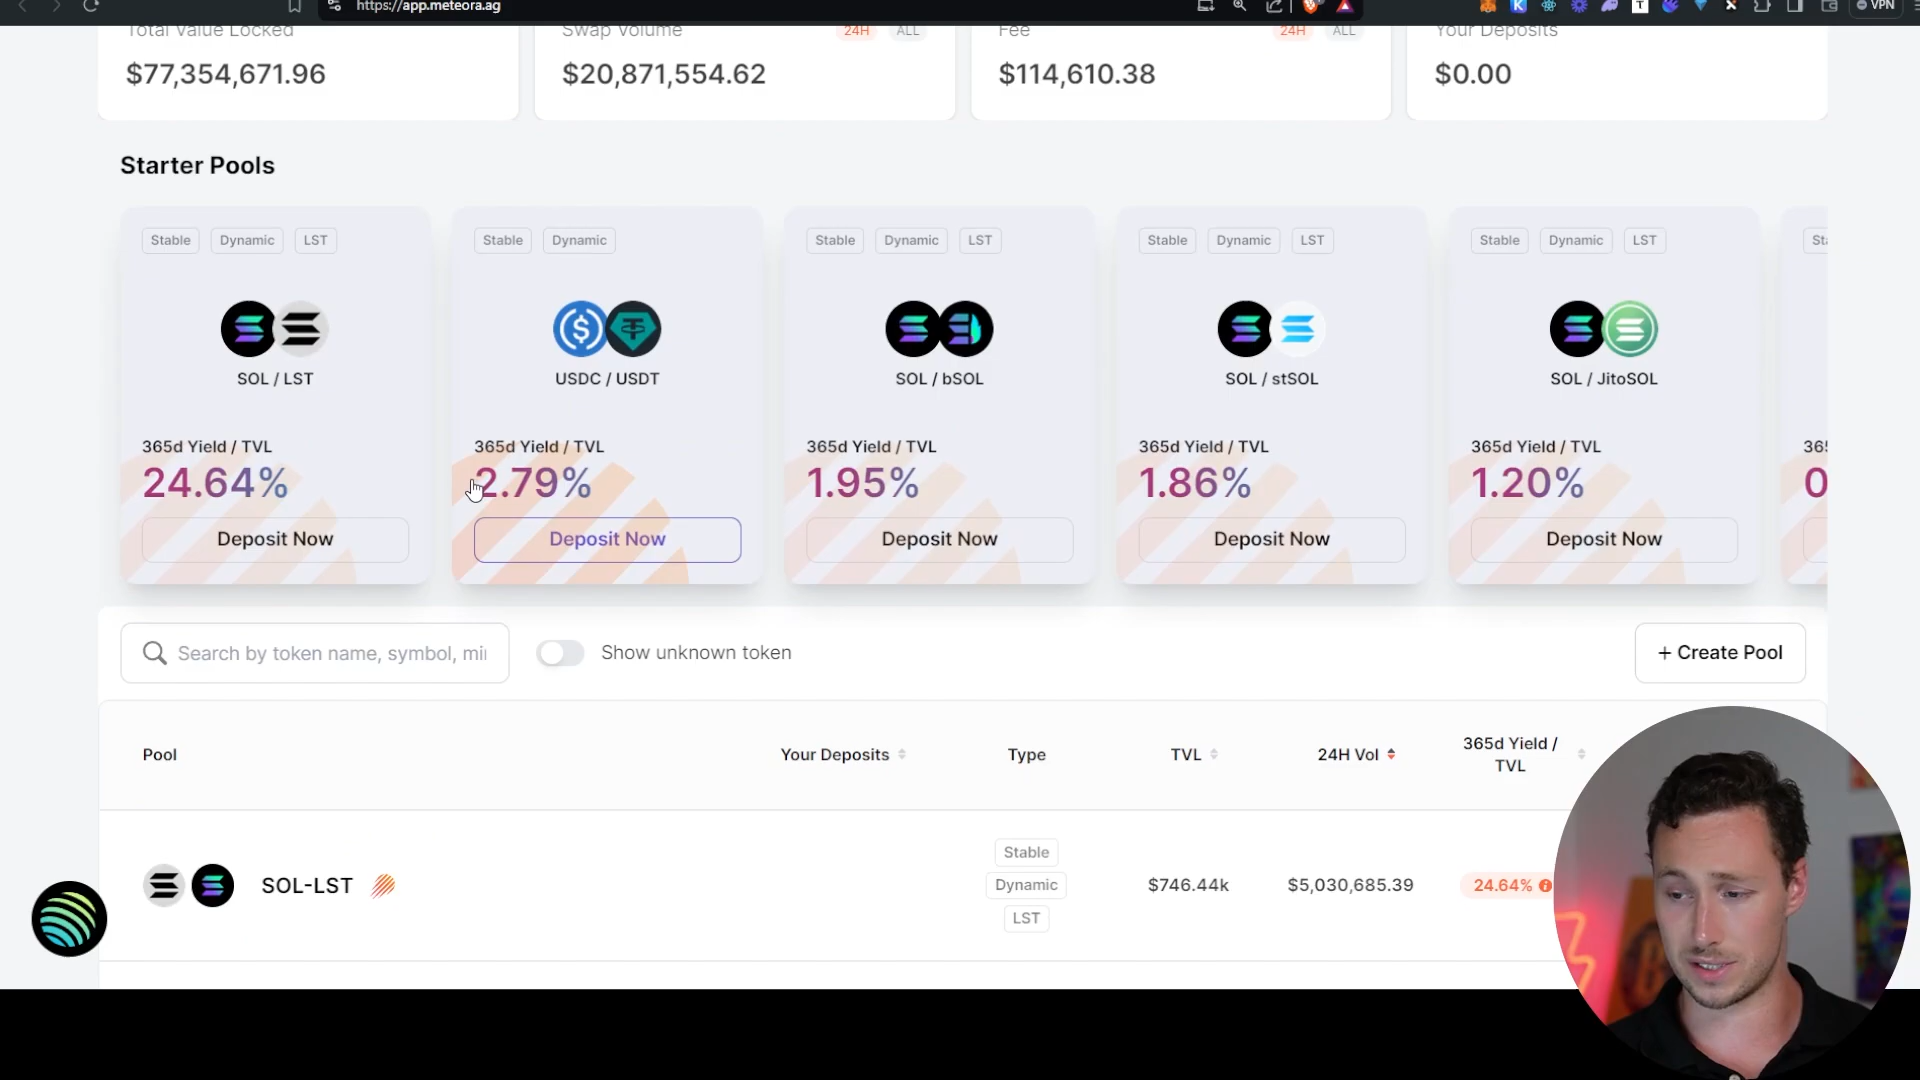 https://app.meteora.ag
VPN
Total Value Locked
$77,354,671.96
Swap Volume
24H
ALL
$20,871,554.62
Fee
24H
ALL
$114,610.38
Your Deposits
$0.00
Starter Pools
Stable
Dynamic
LST
SOL / LST
365d Yield / TVL
24.64%
Deposit Now
Stable
Dynamic
USDC / USDT
365d Yield / TVL
2.79%
Deposit Now
Stable
Dynamic
LST
SOL / bSOL
365d Yield / TVL
1.95%
Deposit Now
Stable
Dynamic
LST
SOL / stSOL
365d Yield / TVL
1.86%
Deposit Now
Stable
Dynamic
LST
SOL / JitoSOL
365d Yield / TVL
1.20%
Deposit Now
Search by token name, symbol,
Show unknown token
+ Create Pool
Pool
Your Deposits
Type
TVL
24H Vol
365d Yield /
TVL
SOL-LST
Stable
Dynamic
LST
$746.44k
$5,030,685.39
24.64%